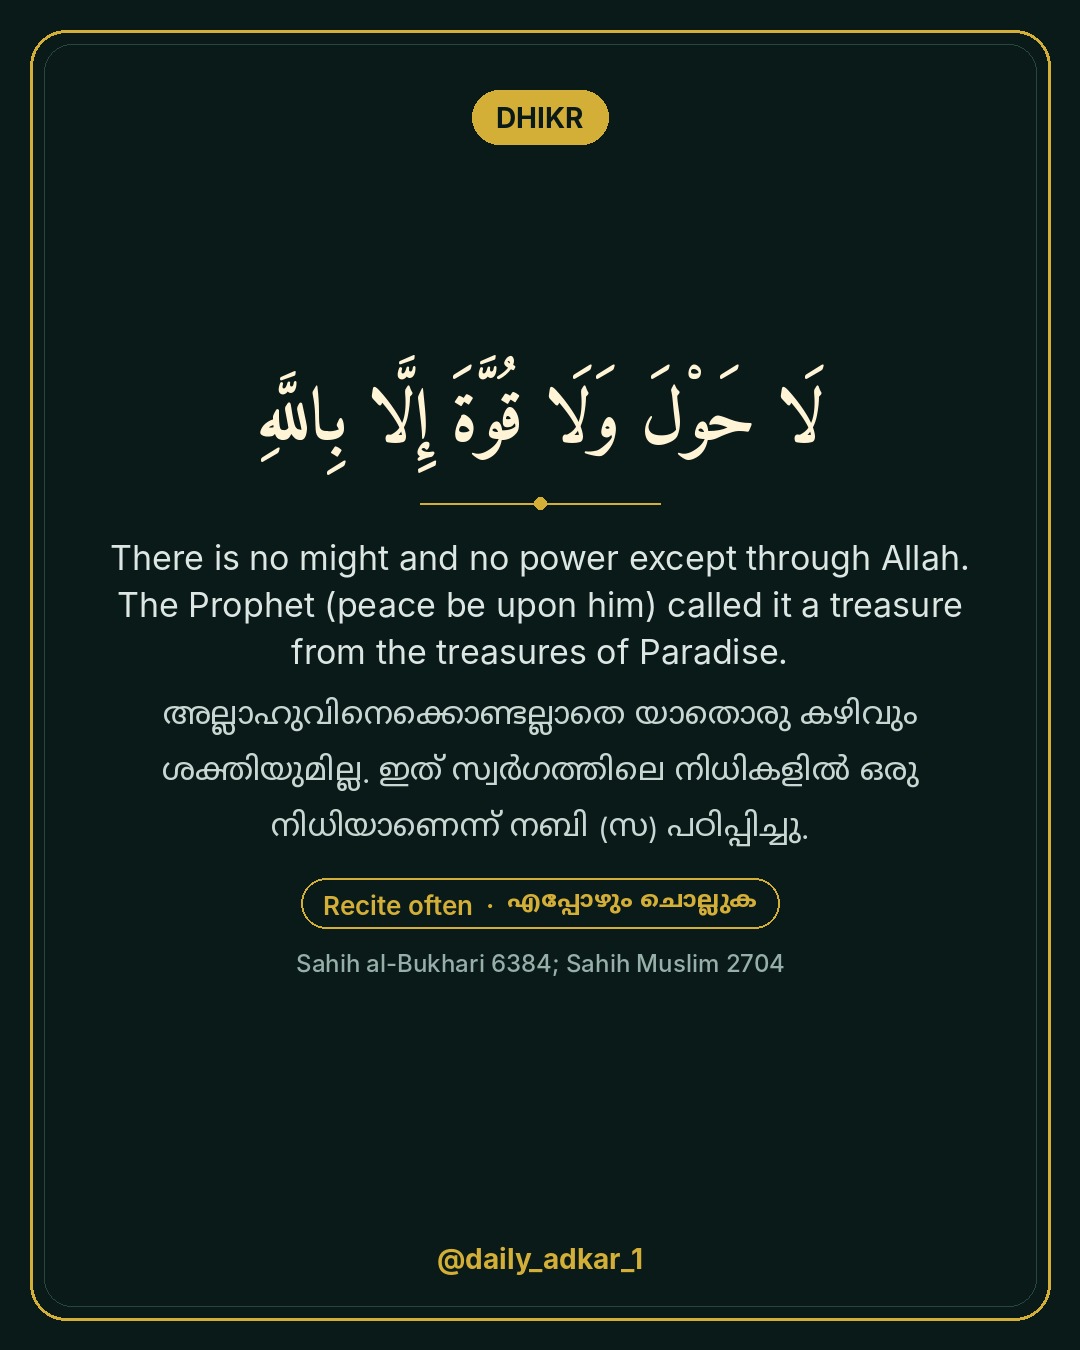 DHIKR
لَا حَوْلَ وَلَا قُوَّةَ إِلَّا بِاللَّهِ
There is no might and no power except through Allah.
The Prophet (peace be upon him) called it a treasure
from the treasures of Paradise.
അല്ലാഹുവിനെക്കൊണ്ടല്ലാതെ യാതൊരു കഴിവും
ശക്തിയുമില്ല. ഇത് സ്വർഗത്തിലെ നിധികളിൽ ഒരു
നിധിയാണെന്ന് നബി (സ) പഠിപ്പിച്ചു.
Recite often · എപ്പോഴും ചൊല്ലുക
Sahih al-Bukhari 6384; Sahih Muslim 2704
@daily_adkar_1